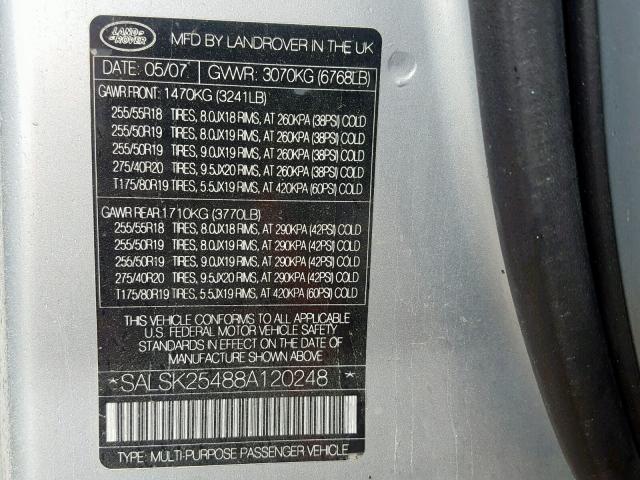 LAND
ROVER
MFD BY LANDROVER IN THE UK
DATE: 05/07 GVWR: 3070KG (6768LB)
GAWR FRONT: 1470KG (3241LB)
255/55R18 TIRES, 8.0JX18 RIMS, AT 260KPA (38PSI) COLD
255/50R19 TIRES, 8.0JX19 RIMS, AT 260KPA (38PSI) COLD
255/50R19 TIRES, 9.0JX19 RIMS, AT 260KPA (38PSI) COLD
275/40R20 TIRES, 9.5JX20 RIMS, AT 260KPA (38PSI) COLD
T175/80R19 TIRES, 5.5JX19 RIMS, AT 420KPA (60PSI) COLD
GAWR REAR:1710KG (3770LB)
255/55R18 TIRES, 8.0JX18 RIMS, AT 290KPA (42PSI) COLD
255/50R19 TIRES, 8.0JX19 RIMS, AT 290KPA (42PSI) COLD
255/50R19 TIRES, 9.0JX19 RIMS, AT 290KPA (42PSI) COLD
275/40R20 TIRES, 9.5JX20 RIMS, AT 290KPA (42PSI) COLD
T175/80R19 TIRES, 5.5JX19 RIMS, AT 420KPA (60PSI) COLD
THIS VEHICLE CONFORMS TO ALL APPLICABLE
U.S. FEDERAL MOTOR VEHICLE SAFETY
STANDARDS IN EFFECT ON THE DATE OF
MANUFACTURE SHOWN ABOVE
*SALSK25488A120248*
TYPE: MULTI-PURPOSE PASSENGER VEHICLE